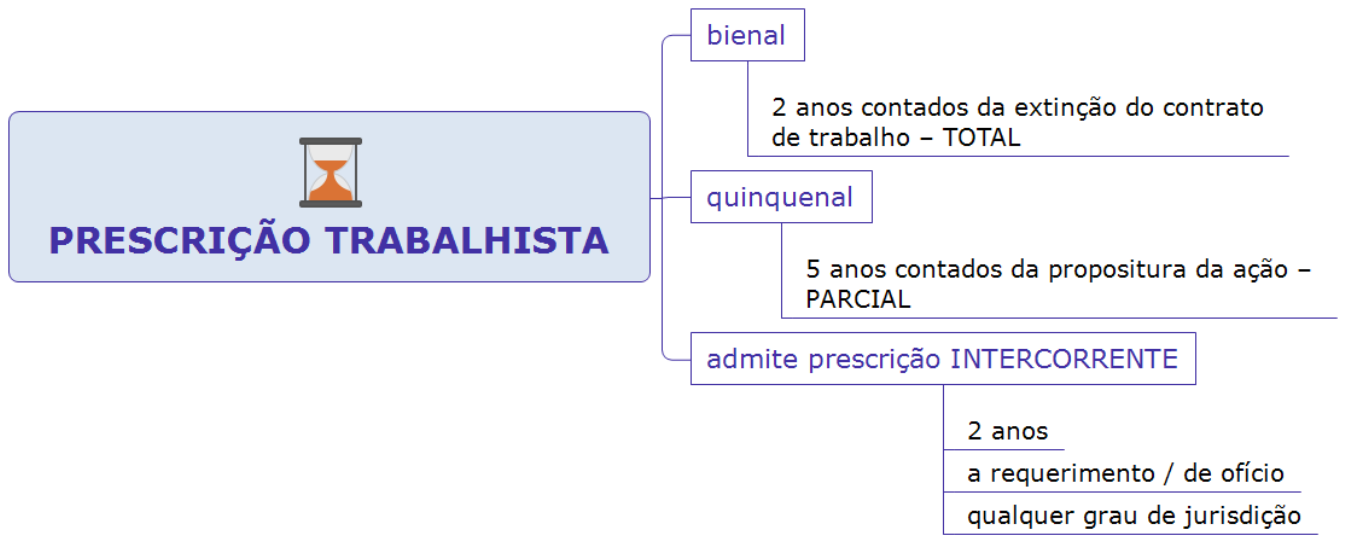 PRESCRIÇÃO TRABALHISTA
bienal
2 anos contados da extinção do contrato
de trabalho – TOTAL
quinquenal
5 anos contados da propositura da ação –
PARCIAL
admite prescrição INTERCORRENTE
2 anos
a requerimento / de ofício
qualquer grau de jurisdição